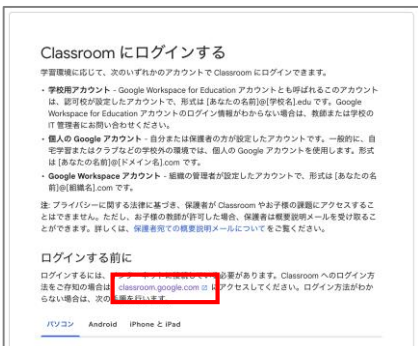 Classroom にログインする
学習環境に応じて、次のいずれかのアカウントで Classroom にログインできます。
・学校用アカウント - Google Workspace for Education アカウントとも呼ばれるこのアカウント
は、認可校が設定したアカウントで、形式は [あなたの名前]@[学校名].edu です。Google
Workspace for Education アカウントのログイン情報がわからない場合は、教師または学校の
IT 管理者にお問い合わせください。
・個人の Google アカウント - 自分または保護者の方が設定したアカウントです。一般的に、自
宅学習またはクラブなどの学校外の環境では、個人の Google アカウントを使用します。形式
は [あなたの名前]@[ドメイン名].com です。
・Google Workspace アカウント - 組織の管理者が設定したアカウントで、形式は [あなたの名
前]@[組織名].com です。
注: プライバシーに関する法律に基づき、保護者が Classroom やお子様の課題にアクセスするこ
とはできません。ただし、お子様の教師が許可した場合、保護者は概要説明メールを受け取るこ
とができます。詳しくは、保護者宛ての概要説明メールについてをご覧ください。
ログインする前に
ログインするには、 必要があります。Classroom へのログイン方
法をご存知の場合は classroom.google.com にアクセスしてください。ログイン方法がわか
らない場合は、次の手順を行います。
パソコン Android iPhone と iPad